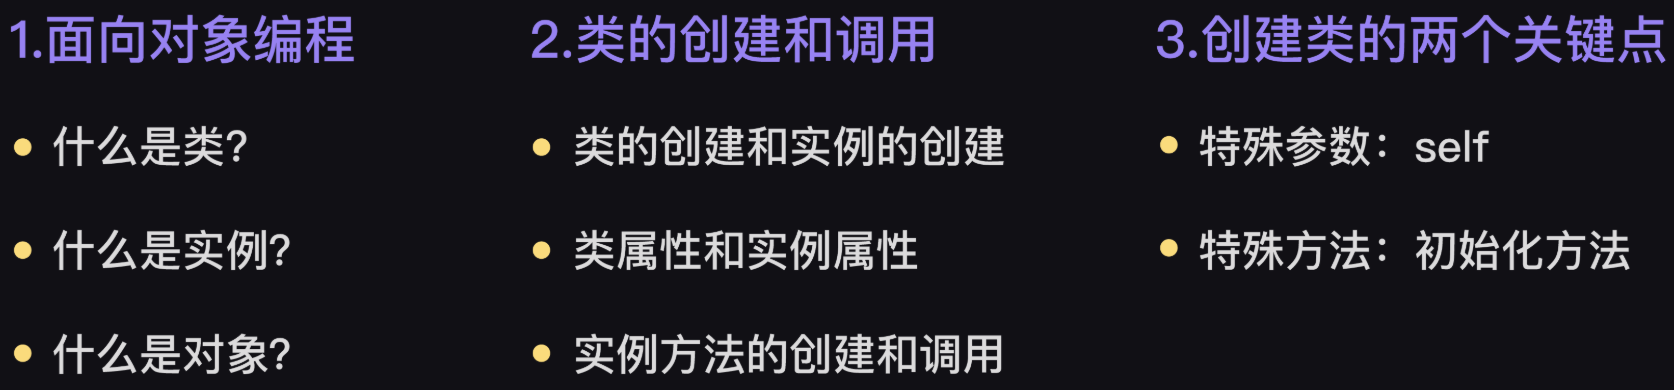 1.面向对象编程
什么是类?
什么是实例?
什么是对象?
2.类的创建和调用
类的创建和实例的创建
类属性和实例属性
实例方法的创建和调用
3.创建类的两个关键点
特殊参数：self
特殊方法：初始化方法